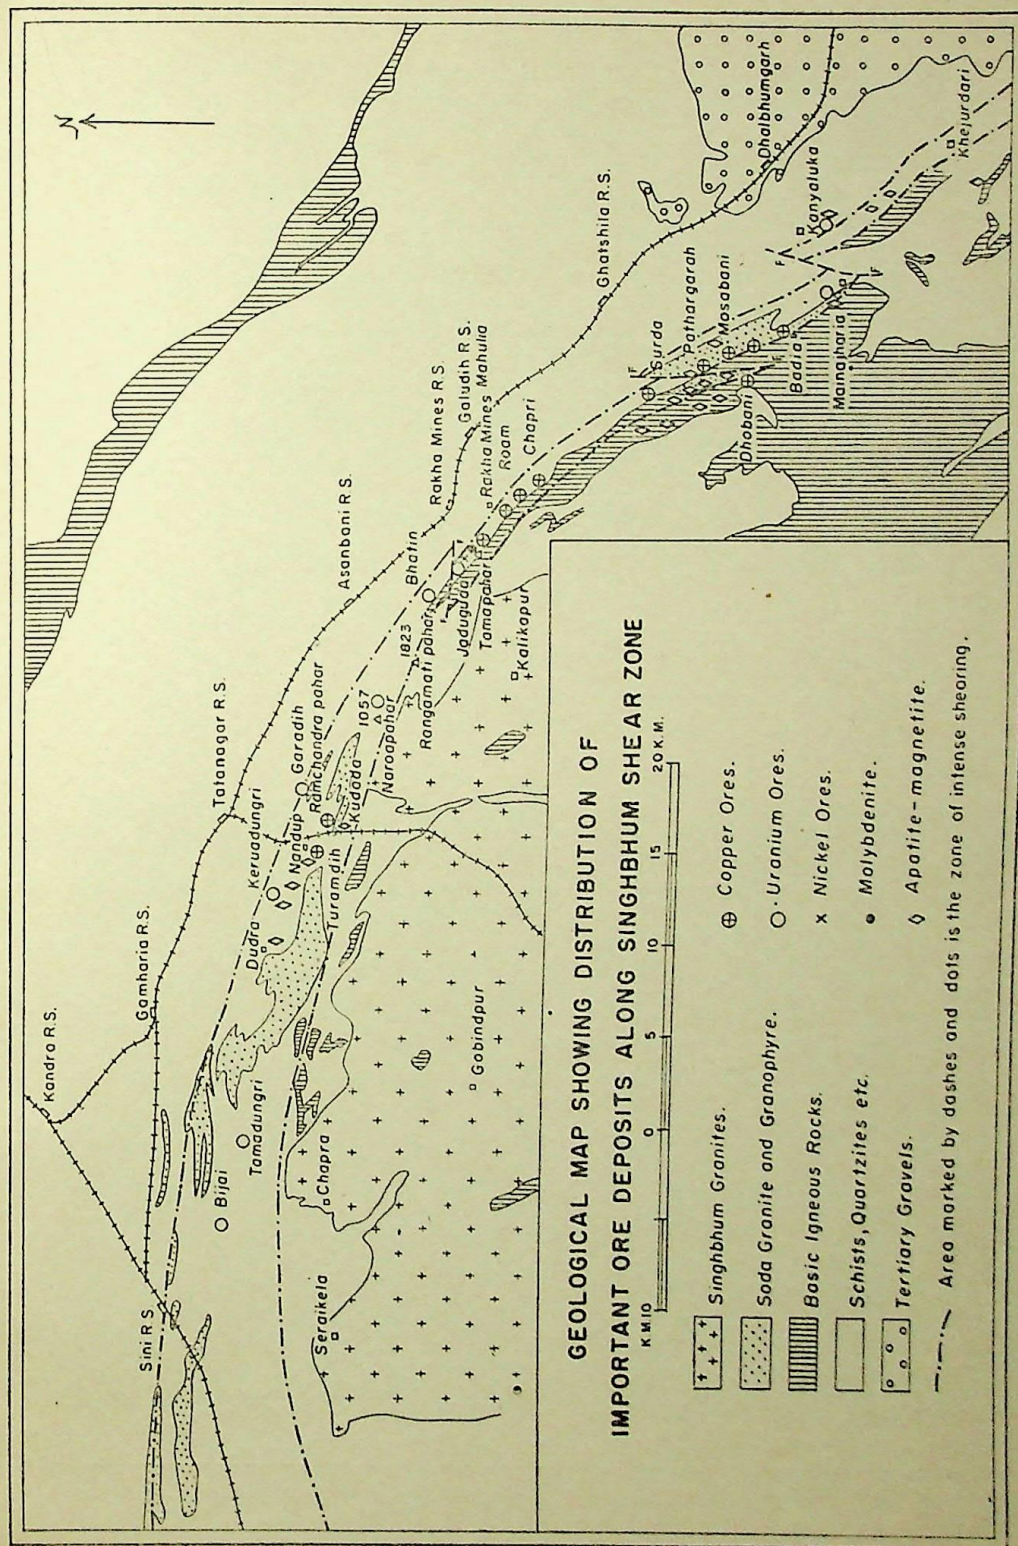 N
Kandra R.S.
Gamharia R.S.
Tatanagar R.S.
Sini R S
Asanbani R.S.
Rakha Mines R.S.
Galudih R.S.
Ghatshila R.S.
Dhalbhumgarh
Bijai
Tamadungri
Dudra
Keruadungri
Nandup
Garadih
Ramchandra pahar
Turamdih
Kudada
1057
Naroapahar
1823
Rangamati pahar
Bhatin
Jaduguda
Tamapahar
Rakha Mines
Mahulia
Roam
Chapri
Surda
Pathargarah
Mosabani
Dhobani
Badia
Mainajharia
Kanyaluka
Khejurdari
F
F
F
F
Seraikela
Chapra
Gobindpur
Kalikapur
GEOLOGICAL MAP SHOWING DISTRIBUTION OF
IMPORTANT ORE DEPOSITS ALONG SINGHBHUM SHEAR ZONE
K M 10 0 5 10 15 20 K.M.
Singhbhum Granites.
Soda Granite and Granophyre.
Basic Igneous Rocks.
Schists, Quartzites etc.
Tertiary Gravels.
Copper Ores.
Uranium Ores.
Nickel Ores.
Molybdenite.
Apatite-magnetite.
Area marked by dashes and dots is the zone of intense shearing.